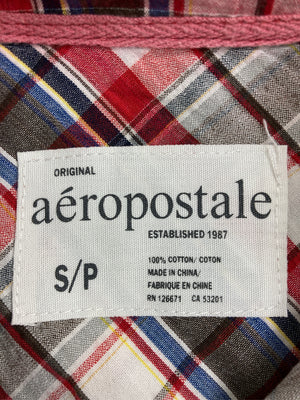 ORIGINAL
aéropostale
ESTABLISHED 1987
S/P
100% COTTON/ COTON
MADE IN CHINA/
FABRIQUE EN CHINE
RN 126671 CA 53201